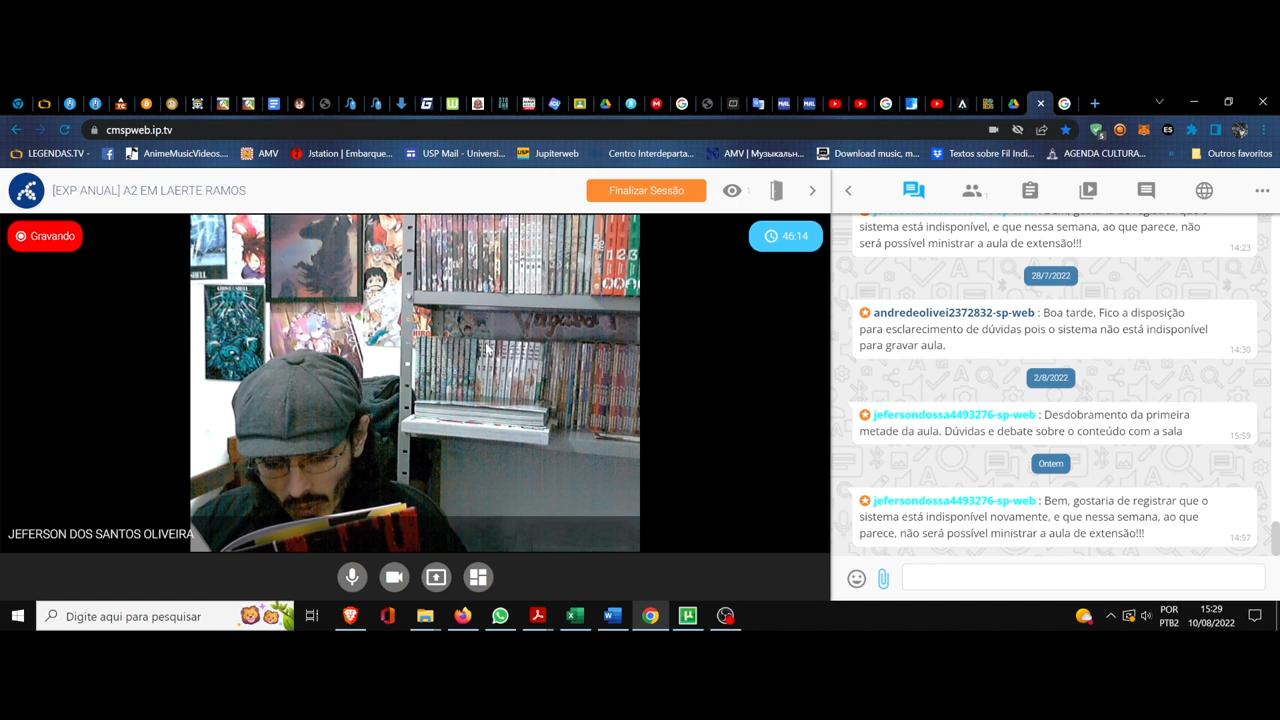 cmspweb.ip.tv
LEGENDAS.TV -
AnimeMusicVideos....
AMV
Jstation | Embarque...
USP Mail - Universi...
Jupiterweb
Centro Interdeparta...
AMV | Музыкальн...
Download music, m...
Textos sobre Fil Indi...
AGENDA CULTURA...
»
Outros favoritos
[EXP ANUAL] A2 EM LAERTE RAMOS
Finalizar Sessão
1
1
Gravando
46:14
JEFERSON DOS SANTOS OLIVEIRA
sistema está indisponível, e que nessa semana, ao que parece, não
será possível ministrar a aula de extensão!!!
14:23
28/7/2022
andredeolivei2372832-sp-web : Boa tarde. Fico a disposição
para esclarecimento de dúvidas pois o sistema não está indisponível
para gravar aula.
14:30
2/8/2022
jefersondossa4493276-sp-web : Desdobramento da primeira
metade da aula. Dúvidas e debate sobre o conteúdo com a sala
15:59
Ontem
jefersondossa4493276-sp-web : Bem, gostaria de registrar que o
sistema está indisponível novamente, e que nessa semana, ao que
parece, não será possível ministrar a aula de extensão!!!
14:57
Digite aqui para pesquisar
POR
PTB2
15:29
10/08/2022